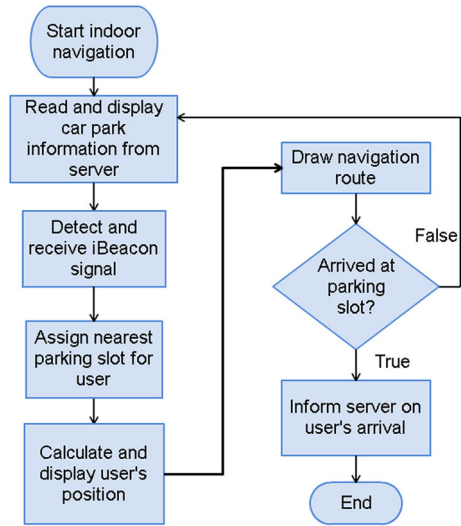 Start indoor
navigation
Read and display
car park
information from
server
Detect and
receive iBeacon
signal
Assign nearest
parking slot for
user
Calculate and
display user's
position
Draw navigation
route
Arrived at
parking
slot?
False
True
Inform server on
user's arrival
End